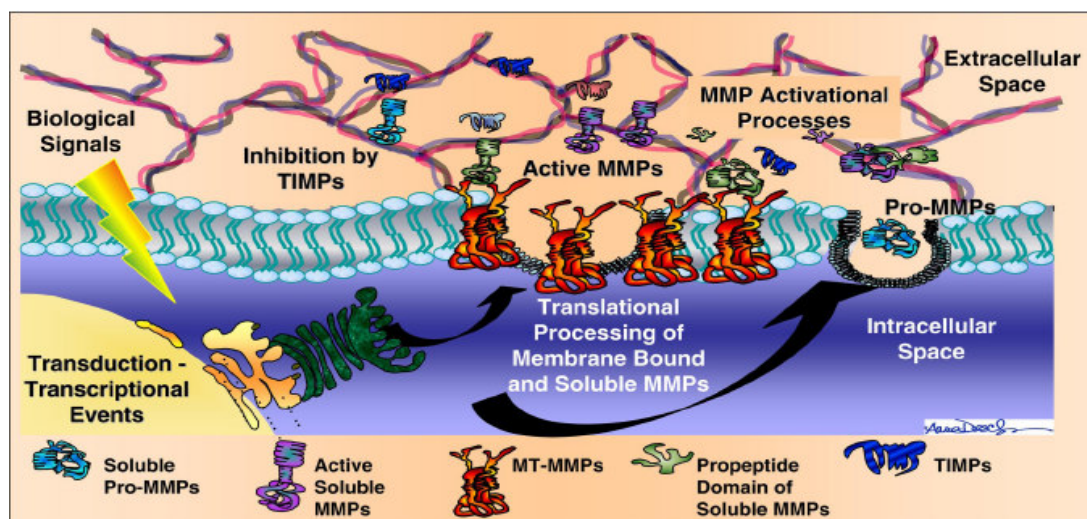 Biological
Signals
Inhibition by
TIMPs
Active MMPs
MMP Activational
Processes
Extracellular
Space
Pro-MMPs
Transduction -
Transcriptional
Events
Translational
Processing of
Membrane Bound
and Soluble MMPs
Intracellular
Space
Soluble
Pro-MMPs
Active
Soluble
MMPs
MT-MMPs
Propeptide
Domain of
Soluble MMPs
TIMPs